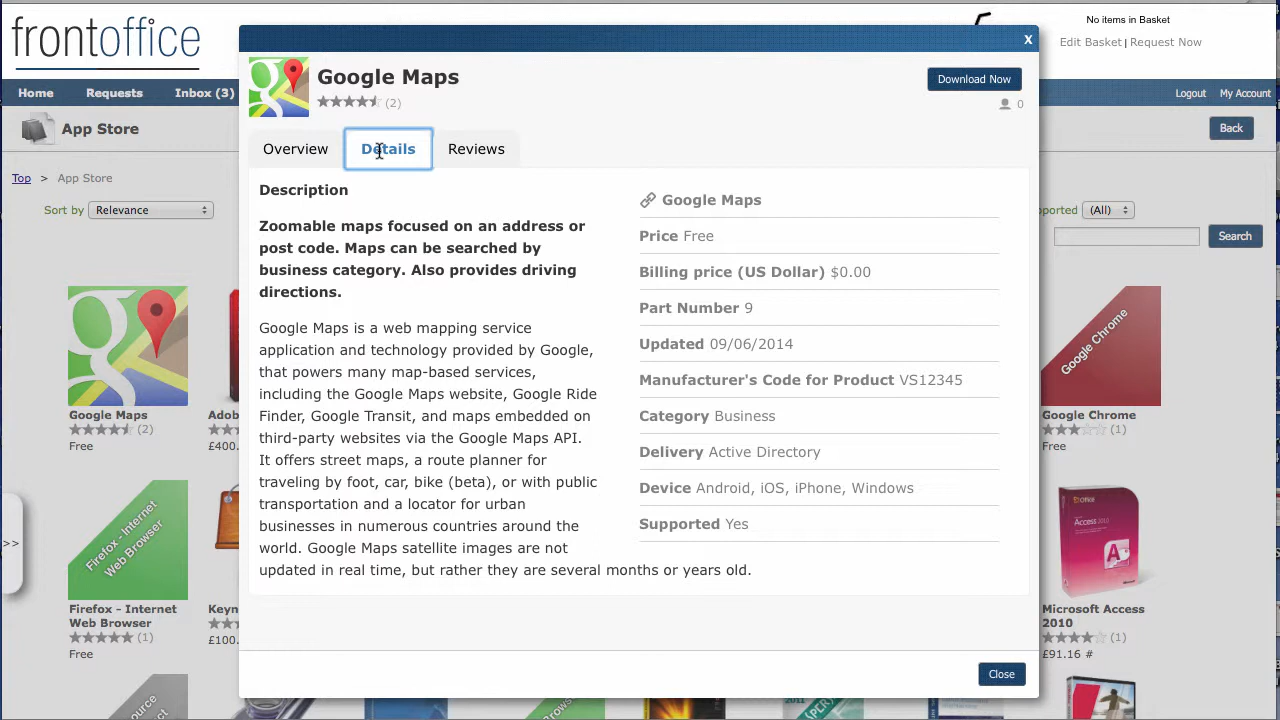 frontoffice
No items in Basket
Edit Basket | Request Now
Home Requests Inbox (3)
Logout My Account
App Store
Back
Top > App Store
Sort by Relevance
pported (All)
Search
X
Google Maps
(2)
Download Now
0
Overview Details Reviews
Description
Zoomable maps focused on an address or
post code. Maps can be searched by
business category. Also provides driving
directions.
Google Maps is a web mapping service
application and technology provided by Google,
that powers many map-based services,
including the Google Maps website, Google Ride
Finder, Google Transit, and maps embedded on
third-party websites via the Google Maps API.
It offers street maps, a route planner for
traveling by foot, car, bike (beta), or with public
transportation and a locator for urban
businesses in numerous countries around the
world. Google Maps satellite images are not
updated in real time, but rather they are several months or years old.
Google Maps
Price Free
Billing price (US Dollar) $0.00
Part Number 9
Updated 09/06/2014
Manufacturer's Code for Product VS12345
Category Business
Delivery Active Directory
Device Android, iOS, iPhone, Windows
Supported Yes
Close
Google Maps
(2)
Free
Adob
£400.
Google Chrome
Google Chrome
(1)
Free
>>
Firefox - Internet
Web Browser
Firefox - Internet
Web Browser
(1)
Free
Keyn
£100.
Office
Access 2010
Microsoft Access
2010
(1)
£91.16 #